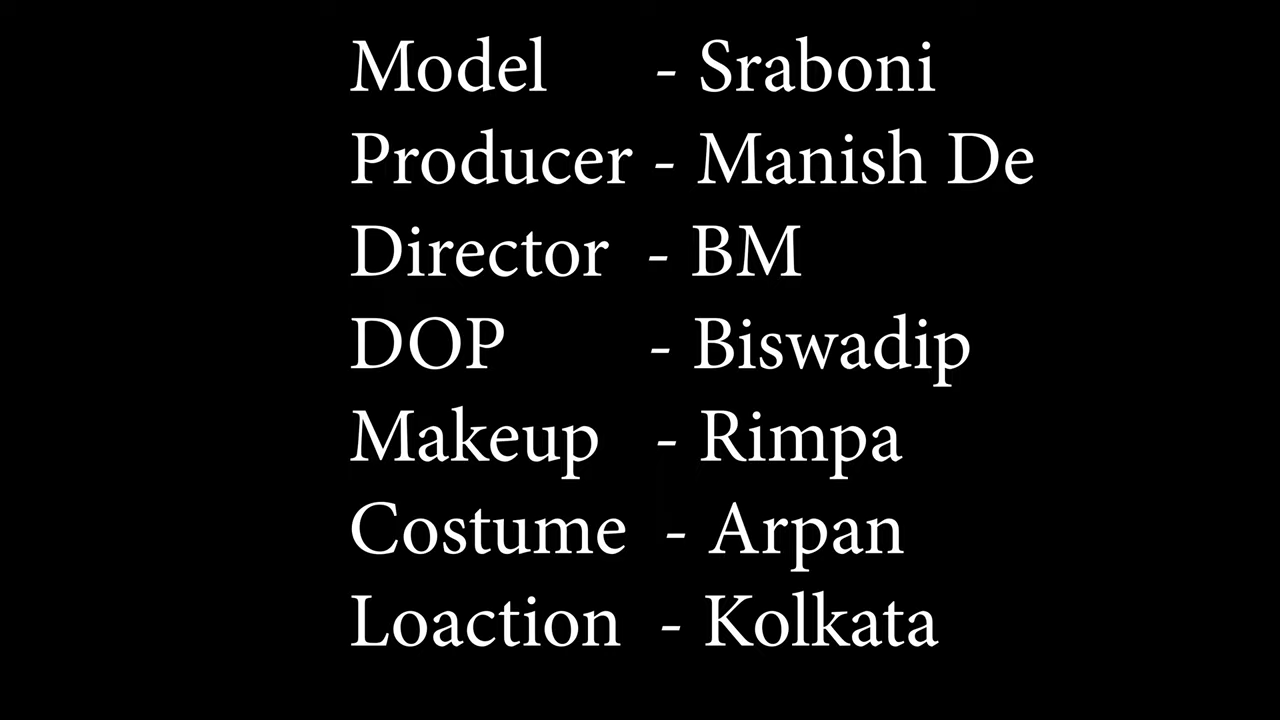 Model - Sraboni
Producer - Manish De
Director - BM
DOP - Biswadip
Makeup - Rimpa
Costume - Arpan
Loaction - Kolkata